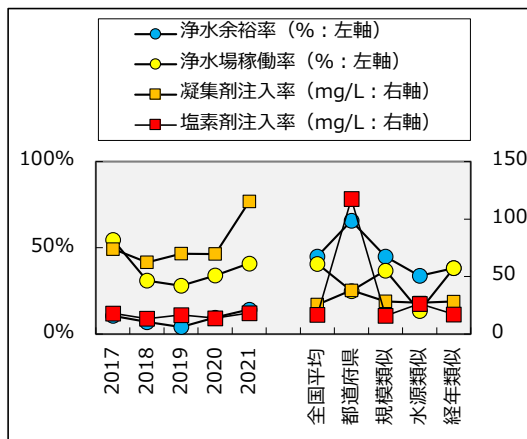 浄水余裕率（%：左軸）
浄水場稼働率（%：左軸）
凝集剤注入率（mg/L：右軸）
塩素剤注入率（mg/L：右軸）
100%
150
100
50%
50
0%
0
2017
2018
2019
2020
2021
全国平均
都道府県
規模類似
水源類似
経年類似